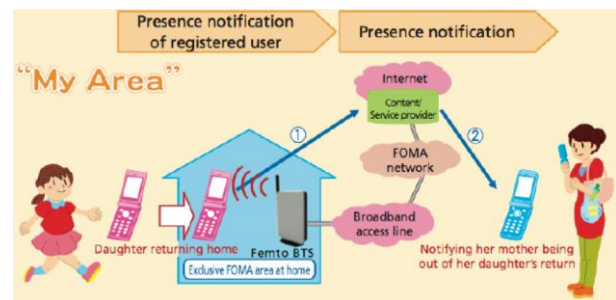 Presence notification
of registered user
Presence notification
"My Area"
Internet
Content/
Service provider
①
②
FOMA
network
Broadband
access line
Daughter returning home
Femto BTS
Exclusive FOMA area at home
Notifying her mother being
out of her daughter's return